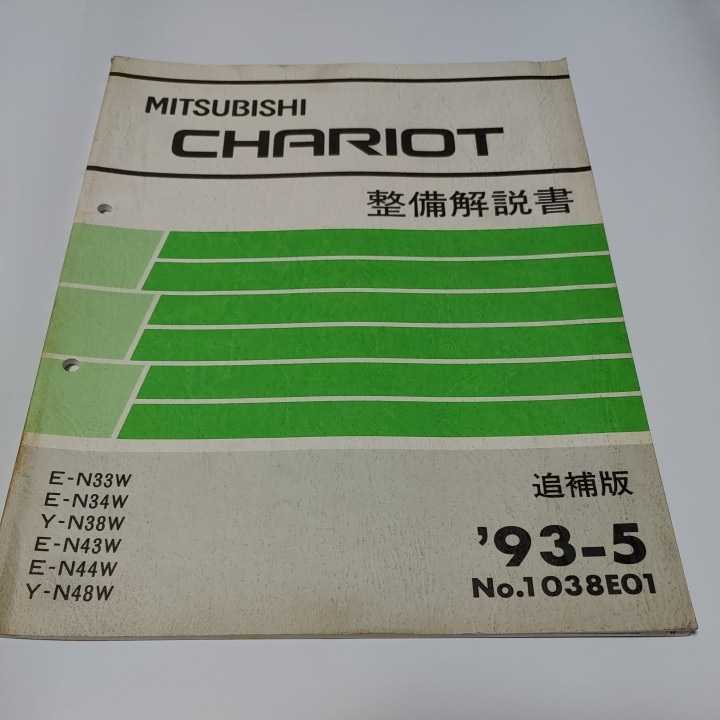 MITSUBISHI
CHARIOT
整備解説書
E-N33W
E-N34W
Y-N38W
E-N43W
E-N44W
Y-N48W
追補版
'93-5
No.1038E01